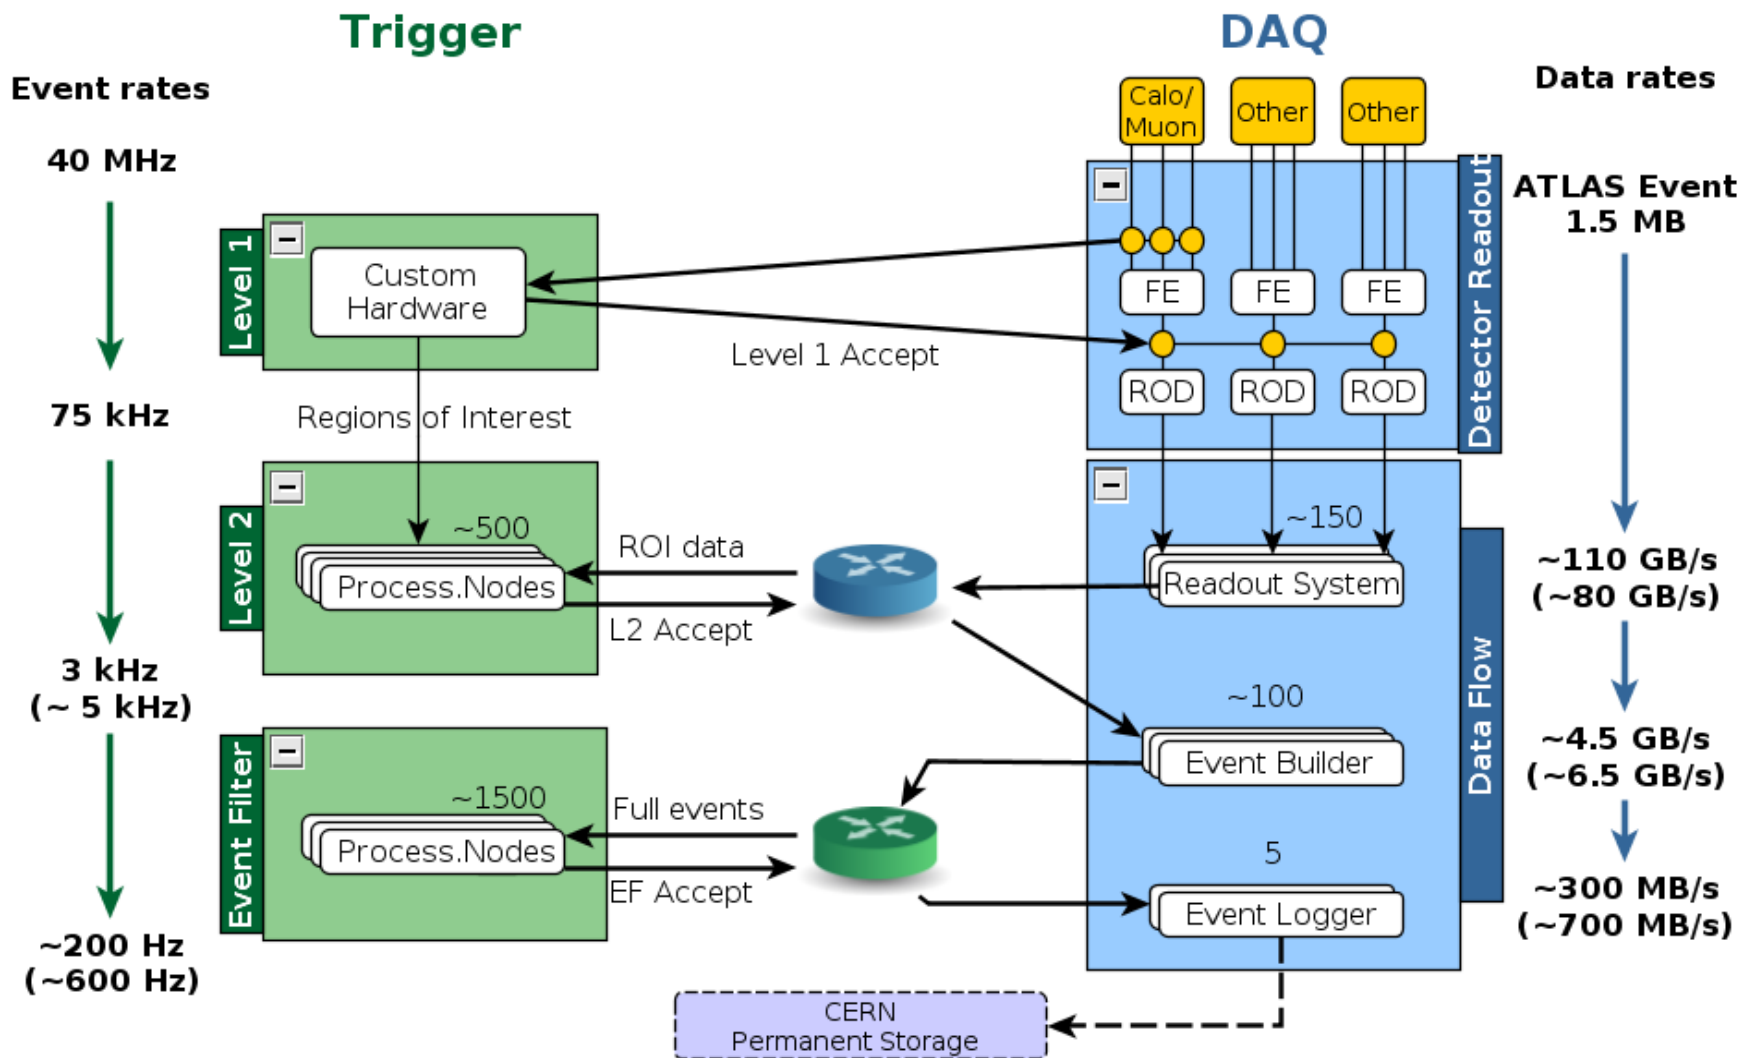 Trigger
DAQ
Event rates
Data rates
40 MHz
75 kHz
3 kHz
(~ 5 kHz)
~200 Hz
(~600 Hz)
Level 1
Custom
Hardware
Level 1 Accept
Regions of Interest
Level 2
~500
Process.Nodes
ROI data
L2 Accept
Event Filter
~1500
Process.Nodes
Full events
EF Accept
Calo/
Muon
Other
Other
FE
FE
FE
ROD
ROD
ROD
Detector Readout
~150
Readout System
~100
Event Builder
5
Event Logger
Data Flow
CERN
Permanent Storage
ATLAS Event
1.5 MB
~110 GB/s
(~80 GB/s)
~4.5 GB/s
(~6.5 GB/s)
~300 MB/s
(~700 MB/s)